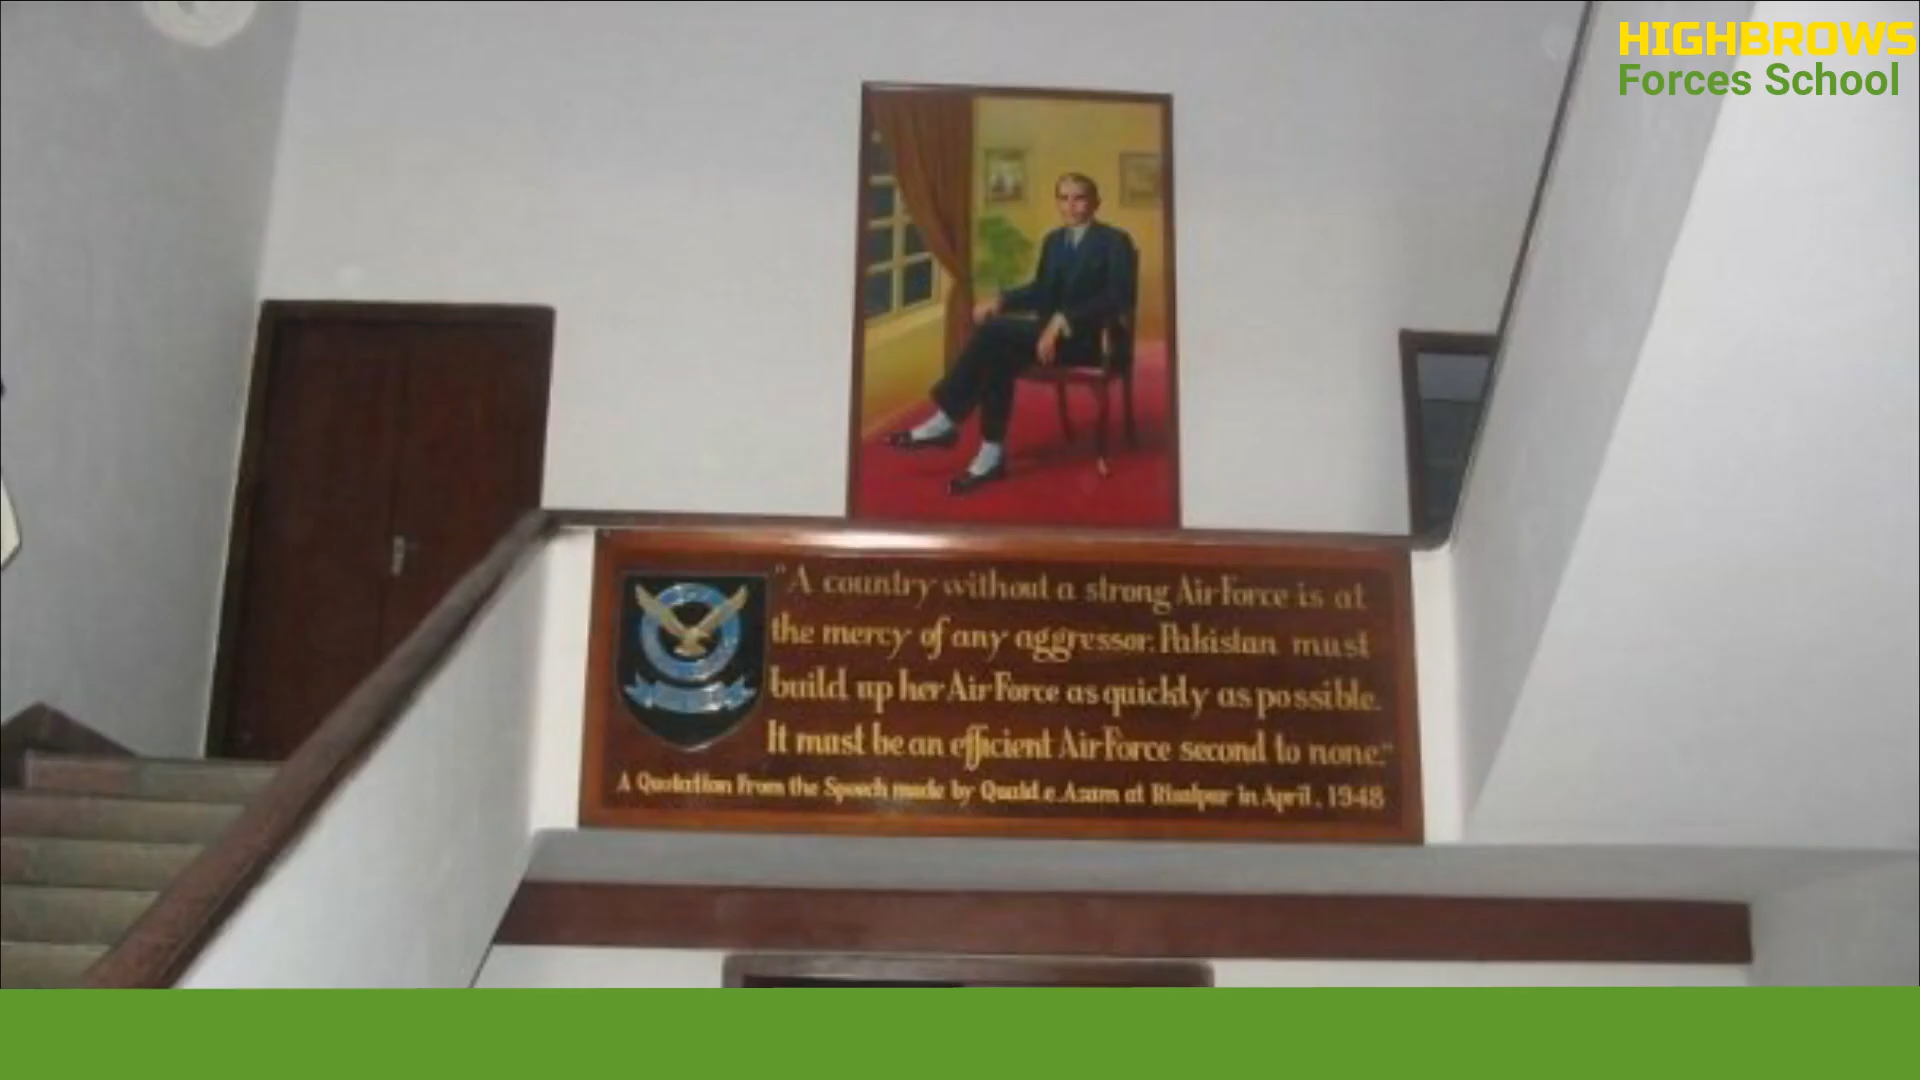 HIGHBROWS
Forces School
"A country without a strong Air Force is at
the mercy of any aggressor. Pakistan must
build up her Air Force as quickly as possible.
It must be an efficient Air Force second to none."
A Quotation From the Speech made by Quaid.e.Azam at Risalpur in April, 1948